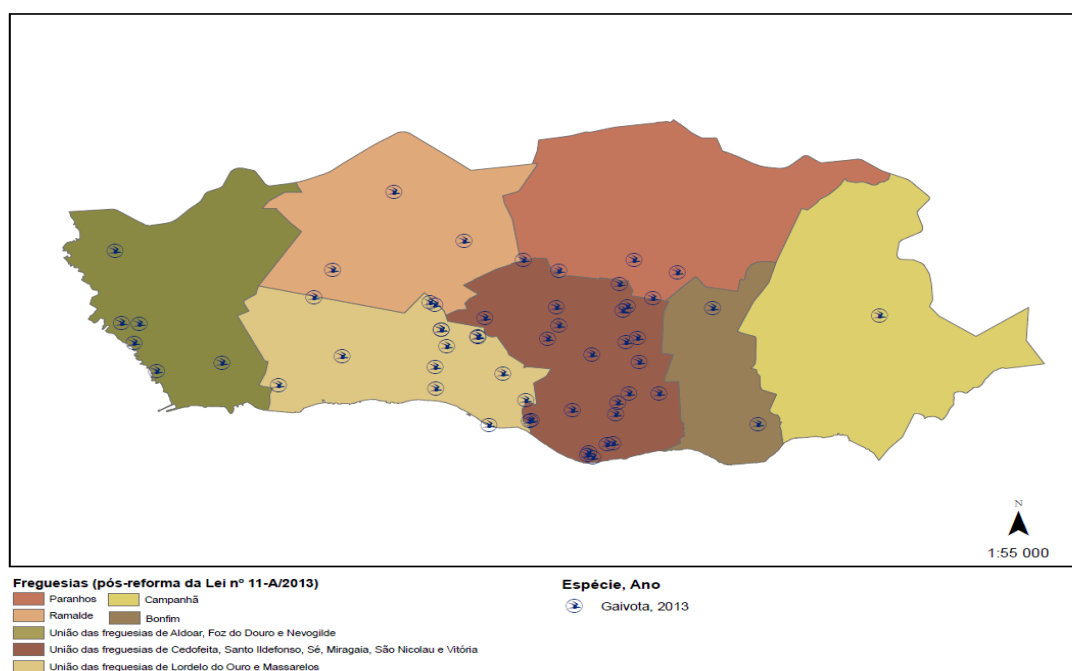 N
1:55 000
Freguesias (pós-reforma da Lei nº 11-A/2013)
Paranhos
Campanhã
Ramalde
Bonfim
União das freguesias de Aldoar, Foz do Douro e Nevogilde
União das freguesias de Cedofeita, Santo Ildefonso, Sé, Miragaia, São Nicolau e Vitória
União das freguesias de Lordelo do Ouro e Massarelos
Espécie, Ano
Gaivota, 2013